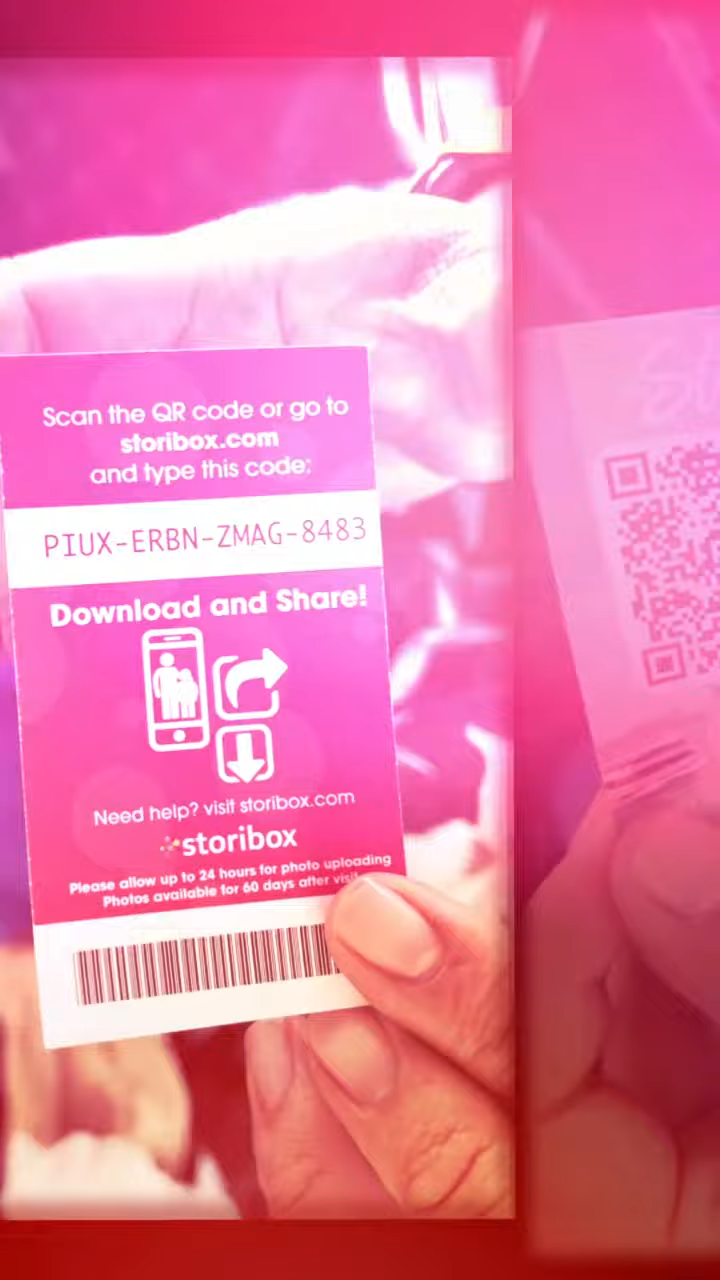 Scan the QR code or go to
storibox.com
and type this code:
PIUX-ERBN-ZMAG-8483
Download and Share!
Need help? visit storibox.com
storibox
Please allow up to 24 hours for photo uploading
Photos available for 60 days after visit